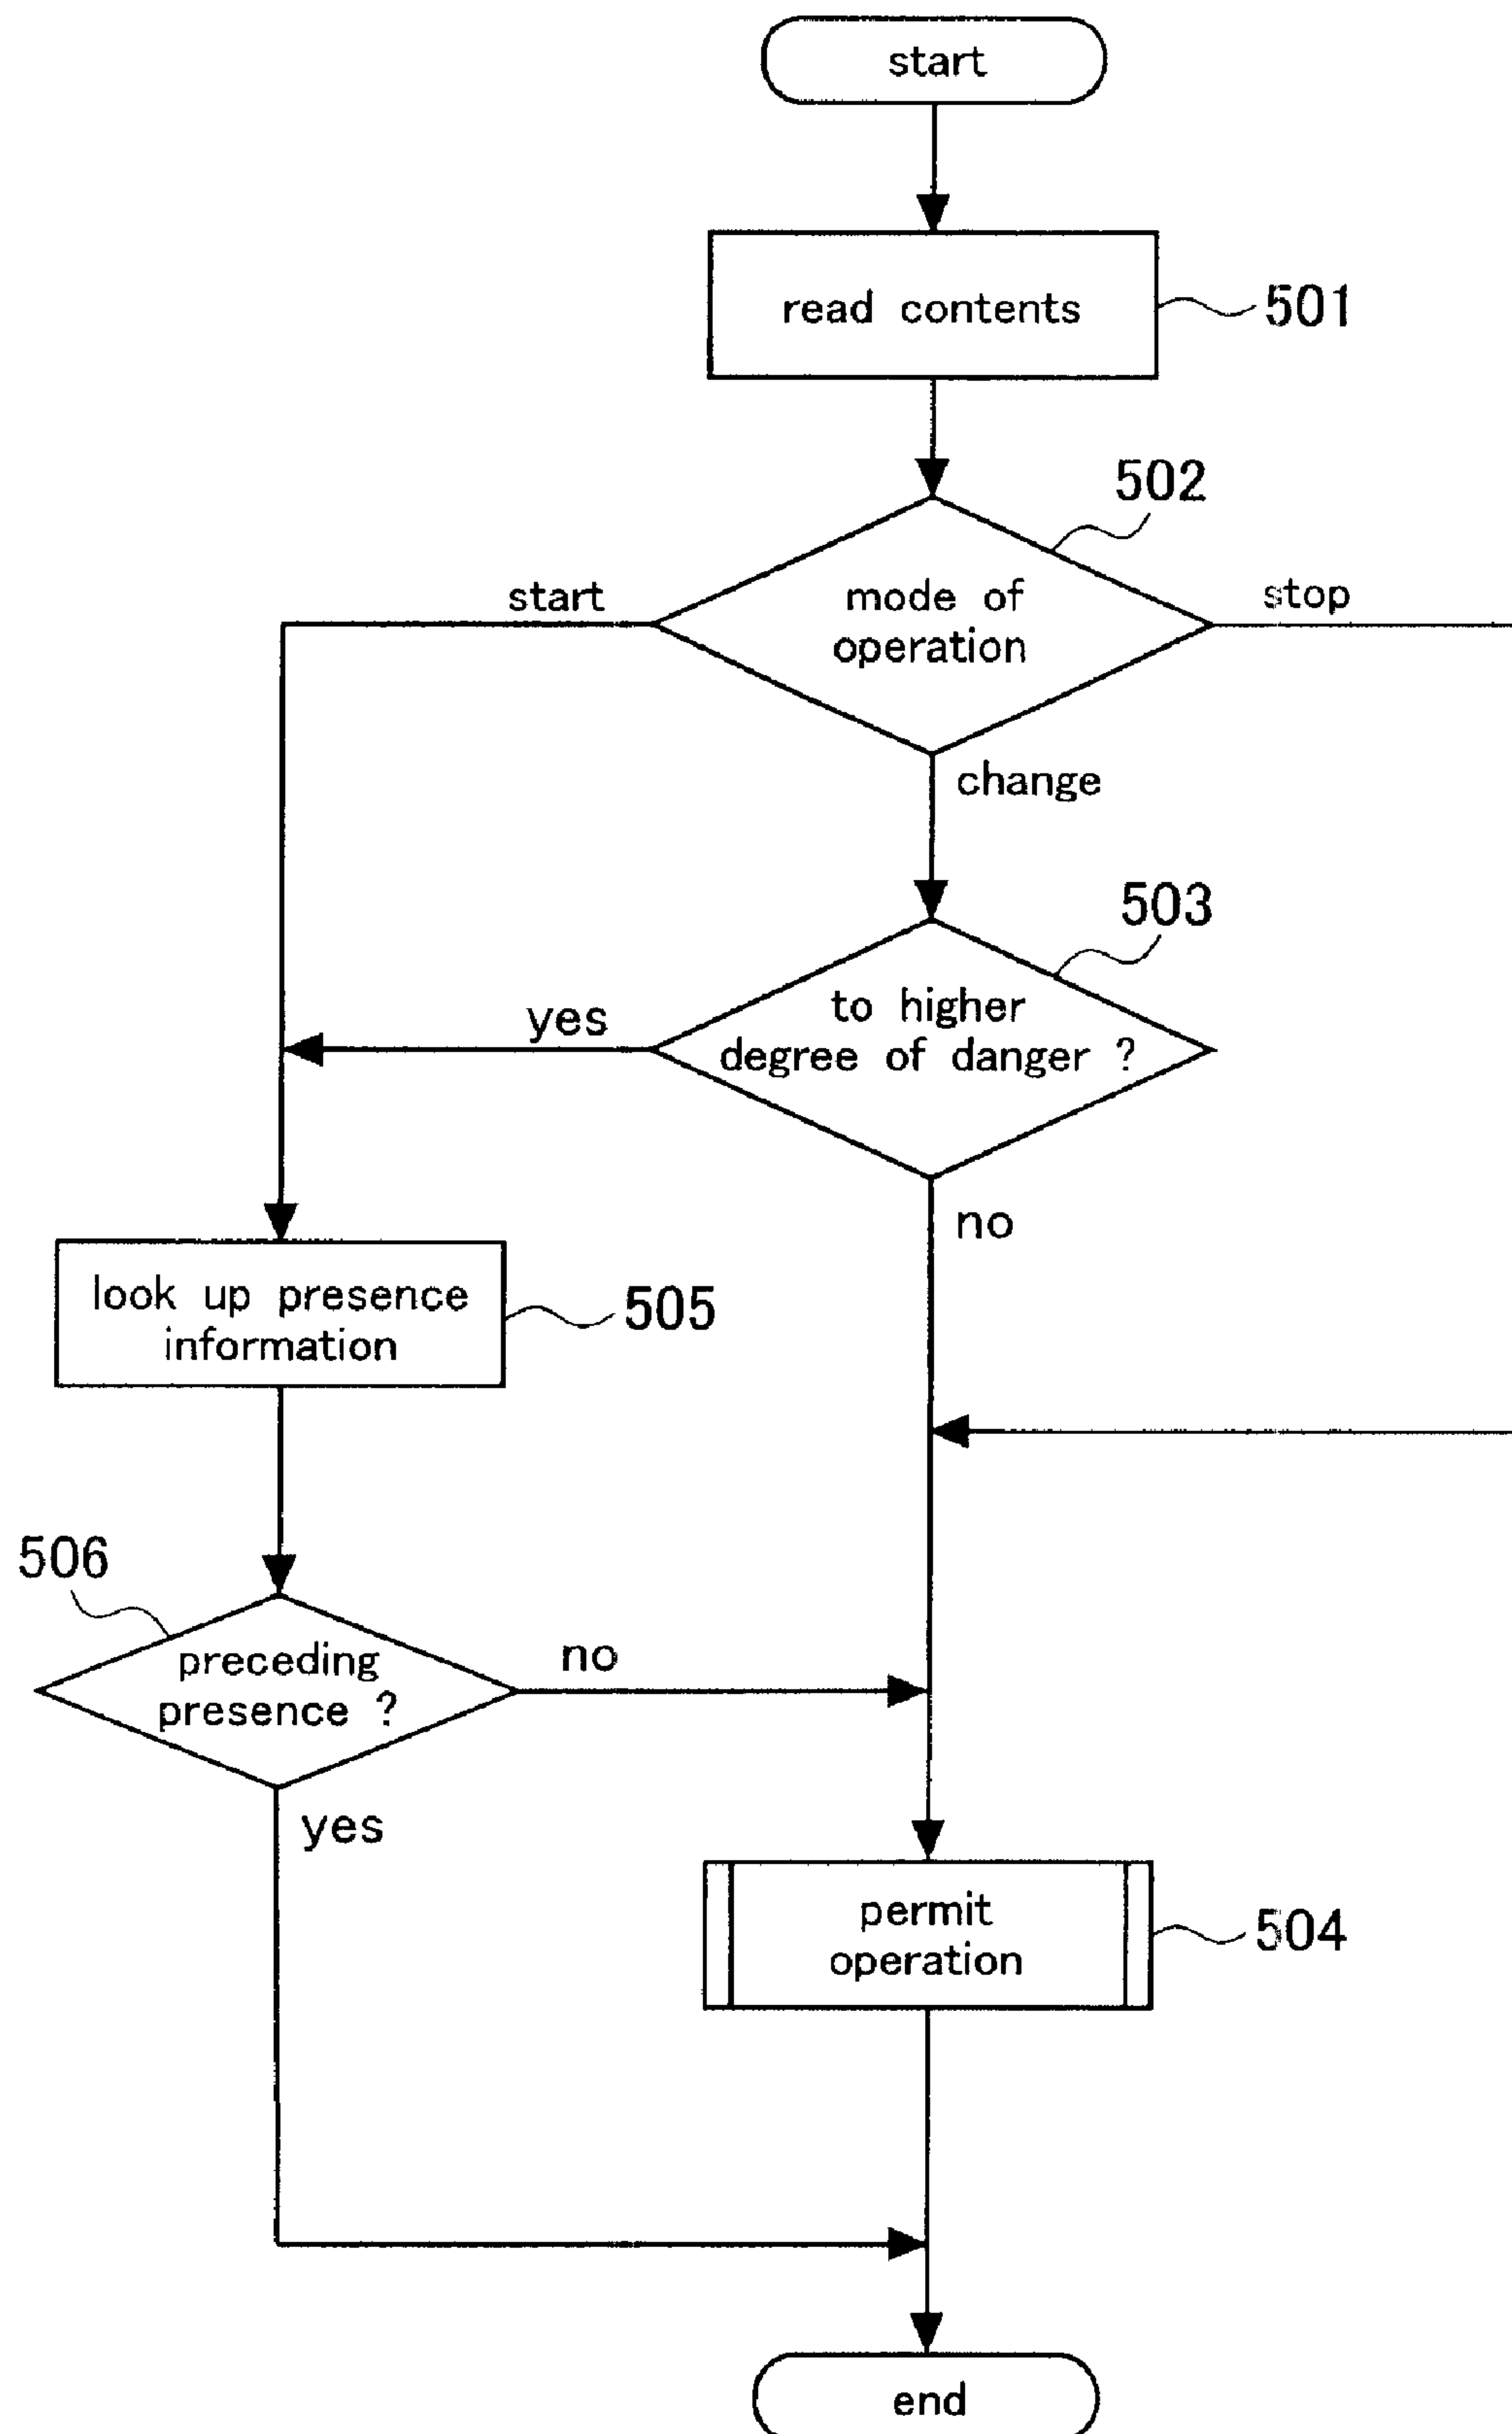 start
read contents
501
502
start
mode of
operation
stop
change
503
to higher
degree of danger ?
yes
no
look up presence
information
505
506
preceding
presence ?
no
yes
permit
operation
504
end